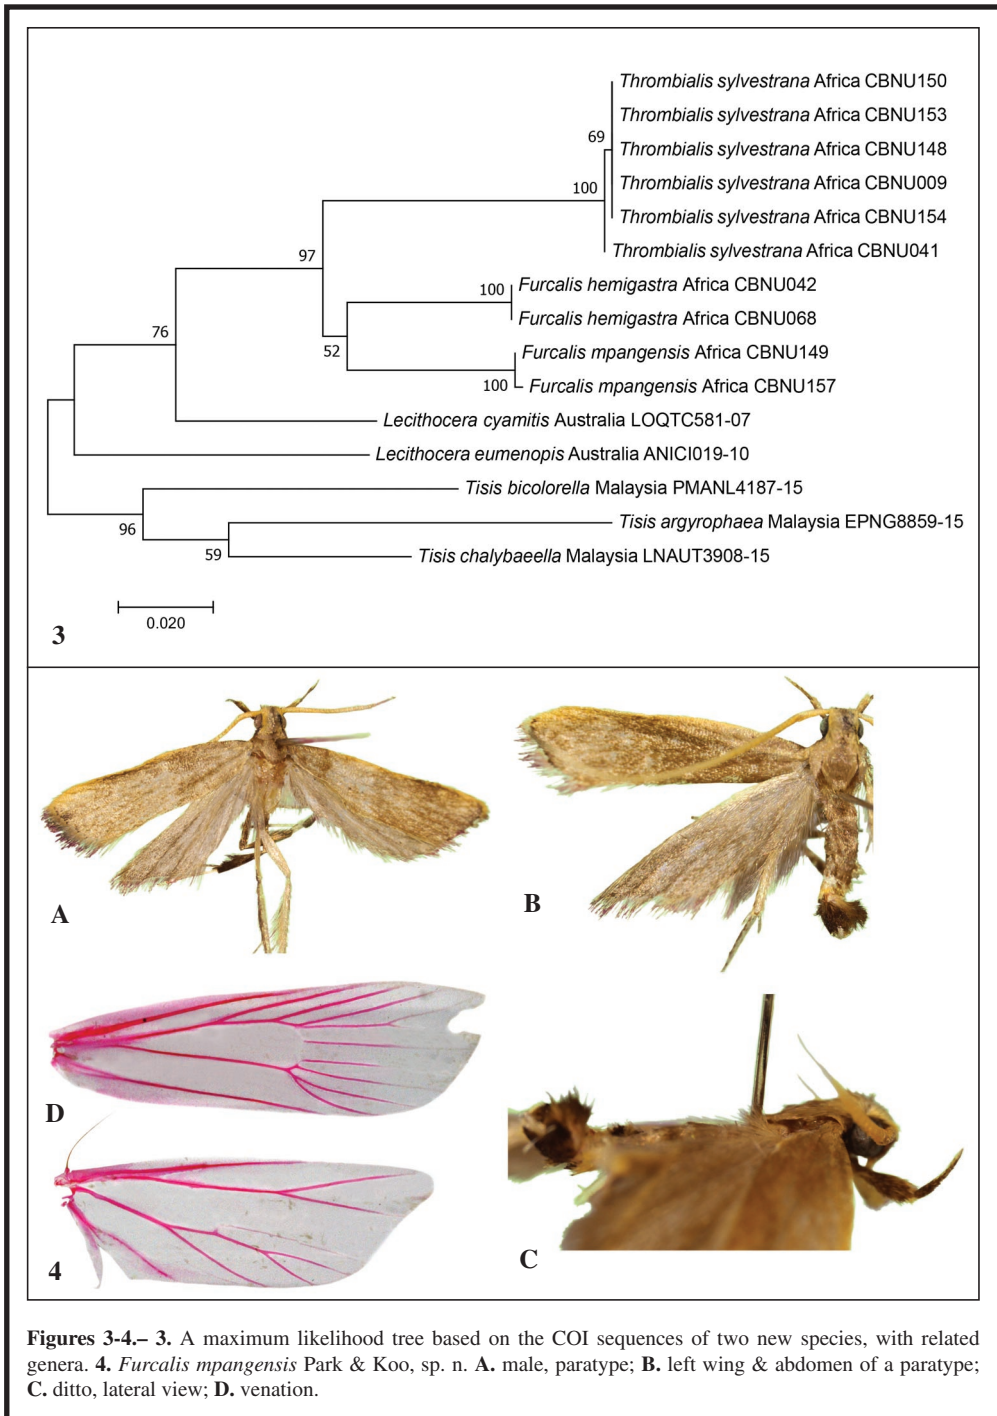 Thrombialis sylvestrana Africa CBNU150
Thrombialis sylvestrana Africa CBNU153
69
Thrombialis sylvestrana Africa CBNU148
100
Thrombialis sylvestrana Africa CBNU009
Thrombialis sylvestrana Africa CBNU154
Thrombialis sylvestrana Africa CBNU041
97
100
Furcalis hemigastra Africa CBNU042
Furcalis hemigastra Africa CBNU068
76
52
Furcalis mpangensis Africa CBNU149
100
Furcalis mpangensis Africa CBNU157
Lecithocera cyamitis Australia LOQTC581-07
Lecithocera eumenopis Australia ANICI019-10
Tisis bicolorella Malaysia PMANL4187-15
96
Tisis argyrophaea Malaysia EPNG8859-15
59
Tisis chalybaeella Malaysia LNAUT3908-15
0.020
3
A
B
D
C
4
Figures 3-4.– 3. A maximum likelihood tree based on the COI sequences of two new species, with related
genera. 4. Furcalis mpangensis Park & Koo, sp. n. A. male, paratype; B. left wing & abdomen of a paratype;
C. ditto, lateral view; D. venation.